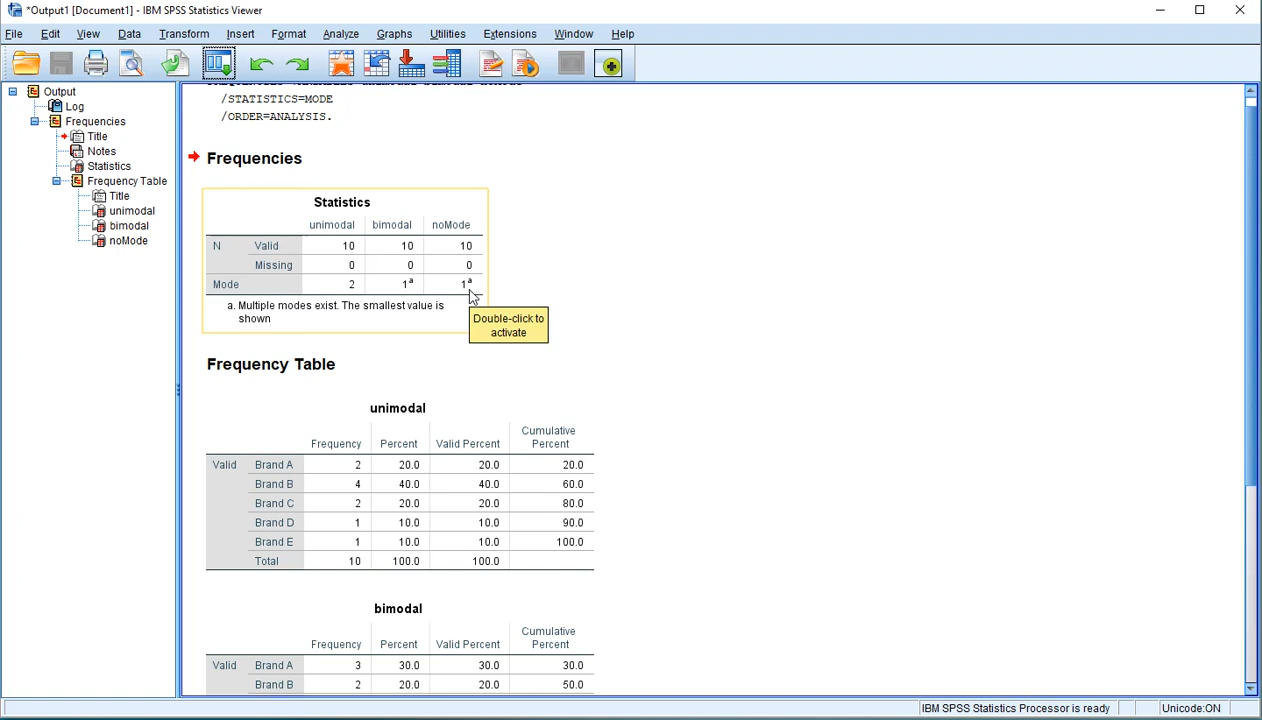 *Output1 [Document1] - IBM SPSS Statistics Viewer
File Edit View Data Transform Insert Format Analyze Graphs Utilities Extensions Window Help
Output
Log
Frequencies
Title
Notes
Statistics
Frequency Table
Title
unimodal
bimodal
noMode
/STATISTICS=MODE
/ORDER=ANALYSIS.
Frequencies
Statistics
unimodal bimodal noMode
N Valid 10 10 10
Missing 0 0 0
Mode 2 1a 1a
a. Multiple modes exist. The smallest value is
shown
Double-click to
activate
Frequency Table
unimodal
Frequency Percent Valid Percent Cumulative
Percent
Valid Brand A 2 20.0 20.0 20.0
Brand B 4 40.0 40.0 60.0
Brand C 2 20.0 20.0 80.0
Brand D 1 10.0 10.0 90.0
Brand E 1 10.0 10.0 100.0
Total 10 100.0 100.0
bimodal
Frequency Percent Valid Percent Cumulative
Percent
Valid Brand A 3 30.0 30.0 30.0
Brand B 2 20.0 20.0 50.0
IBM SPSS Statistics Processor is ready Unicode:ON